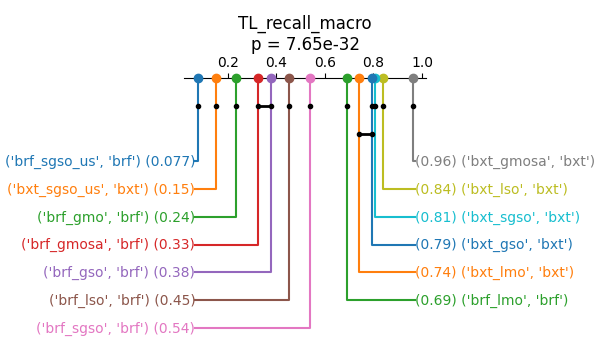 TL_recall_macro
p = 7.65e-32
0.2 0.4 0.6 0.8 1.0
('brf_sgso_us', 'brf') (0.077) (0.96) ('bxt_gmosa', 'bxt')
('bxt_sgso_us', 'bxt') (0.15) (0.84) ('bxt_lso', 'bxt')
('brf_gmo', 'brf') (0.24) (0.81) ('bxt_sgso', 'bxt')
('brf_gmosa', 'brf') (0.33) (0.79) ('bxt_gso', 'bxt')
('brf_gso', 'brf') (0.38) (0.74) ('bxt_lmo', 'bxt')
('brf_lso', 'brf') (0.45) (0.69) ('brf_lmo', 'brf')
('brf_sgso', 'brf') (0.54)